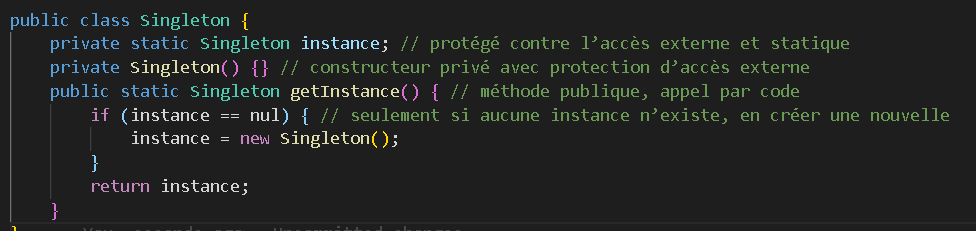 public class Singleton {
private static Singleton instance; // protégé contre l’accès externe et statique
private Singleton() {} // constructeur privé avec protection d’accès externe
public static Singleton getInstance() { // méthode publique, appel par code
if (instance == nul) { // seulement si aucune instance n’existe, en créer une nouvelle
instance = new Singleton();
}
return instance;
}
}